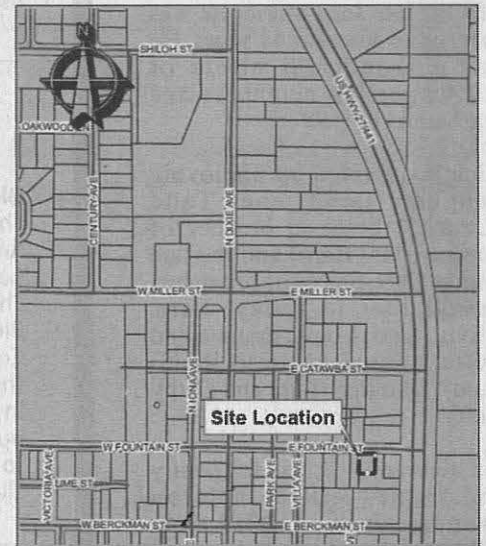 N
SHILOH ST
US HWY 27/441
OAKWOOD LN
CENTURY AVE
N DIXIE AVE
W MILLER ST
E MILLER ST
E CATAWBA ST
N IONA AVE
Site Location
W FOUNTAIN ST
E FOUNTAIN ST
VICTORIA AVE
LIME ST
PARK AVE
VILLA AVE
W BERCKMAN ST
E BERCKMAN ST
ST